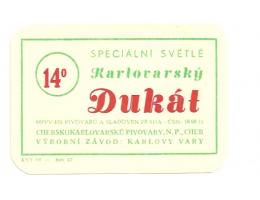 SPECIÁLNÍ SVĚTLÉ
14°
Karlovarský
Dukát
CHEBSKOKARLOVARSKÉ PIVOVARY, N. P., CHEB
VÝROBNÍ ZÁVOD: KARLOVY VARY